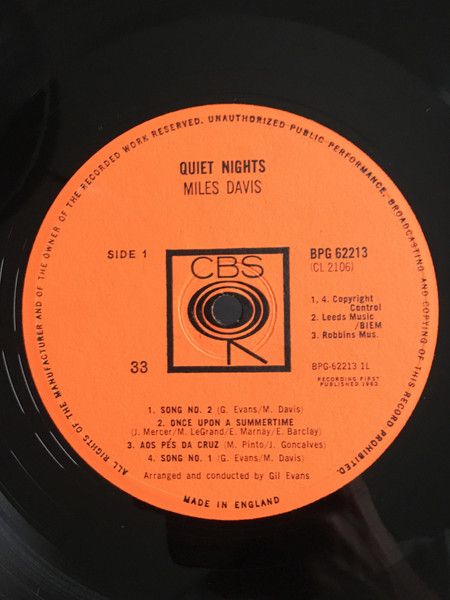 ALL RIGHTS OF THE MANUFACTURER AND OF THE OWNER OF THE RECORDED WORK RESERVED. UNAUTHORIZED PUBLIC PERFORMANCE, BROADCASTING AND COPYING OF THIS RECORD PROHIBITED.
QUIET NIGHTS
MILES DAVIS
SIDE 1
BPG 62213
(CL 2106)
CBS
1, 4. Copyright
Control
2. Leeds Music
/BIEM
3. Robbins Mus.
33
BPG-62213 1L
RECORDING FIRST
PUBLISHED 1963
1. SONG NO. 2 (G. Evans/M. Davis)
2. ONCE UPON A SUMMERTIME
(J. Mercer/M. LeGrand/E. Marnay/E. Barclay)
3. AOS PÉS DA CRUZ (M. Pinto/J. Goncalves)
4. SONG NO. 1 (G. Evans/M. Davis)
Arranged and conducted by Gil Evans
MADE IN ENGLAND